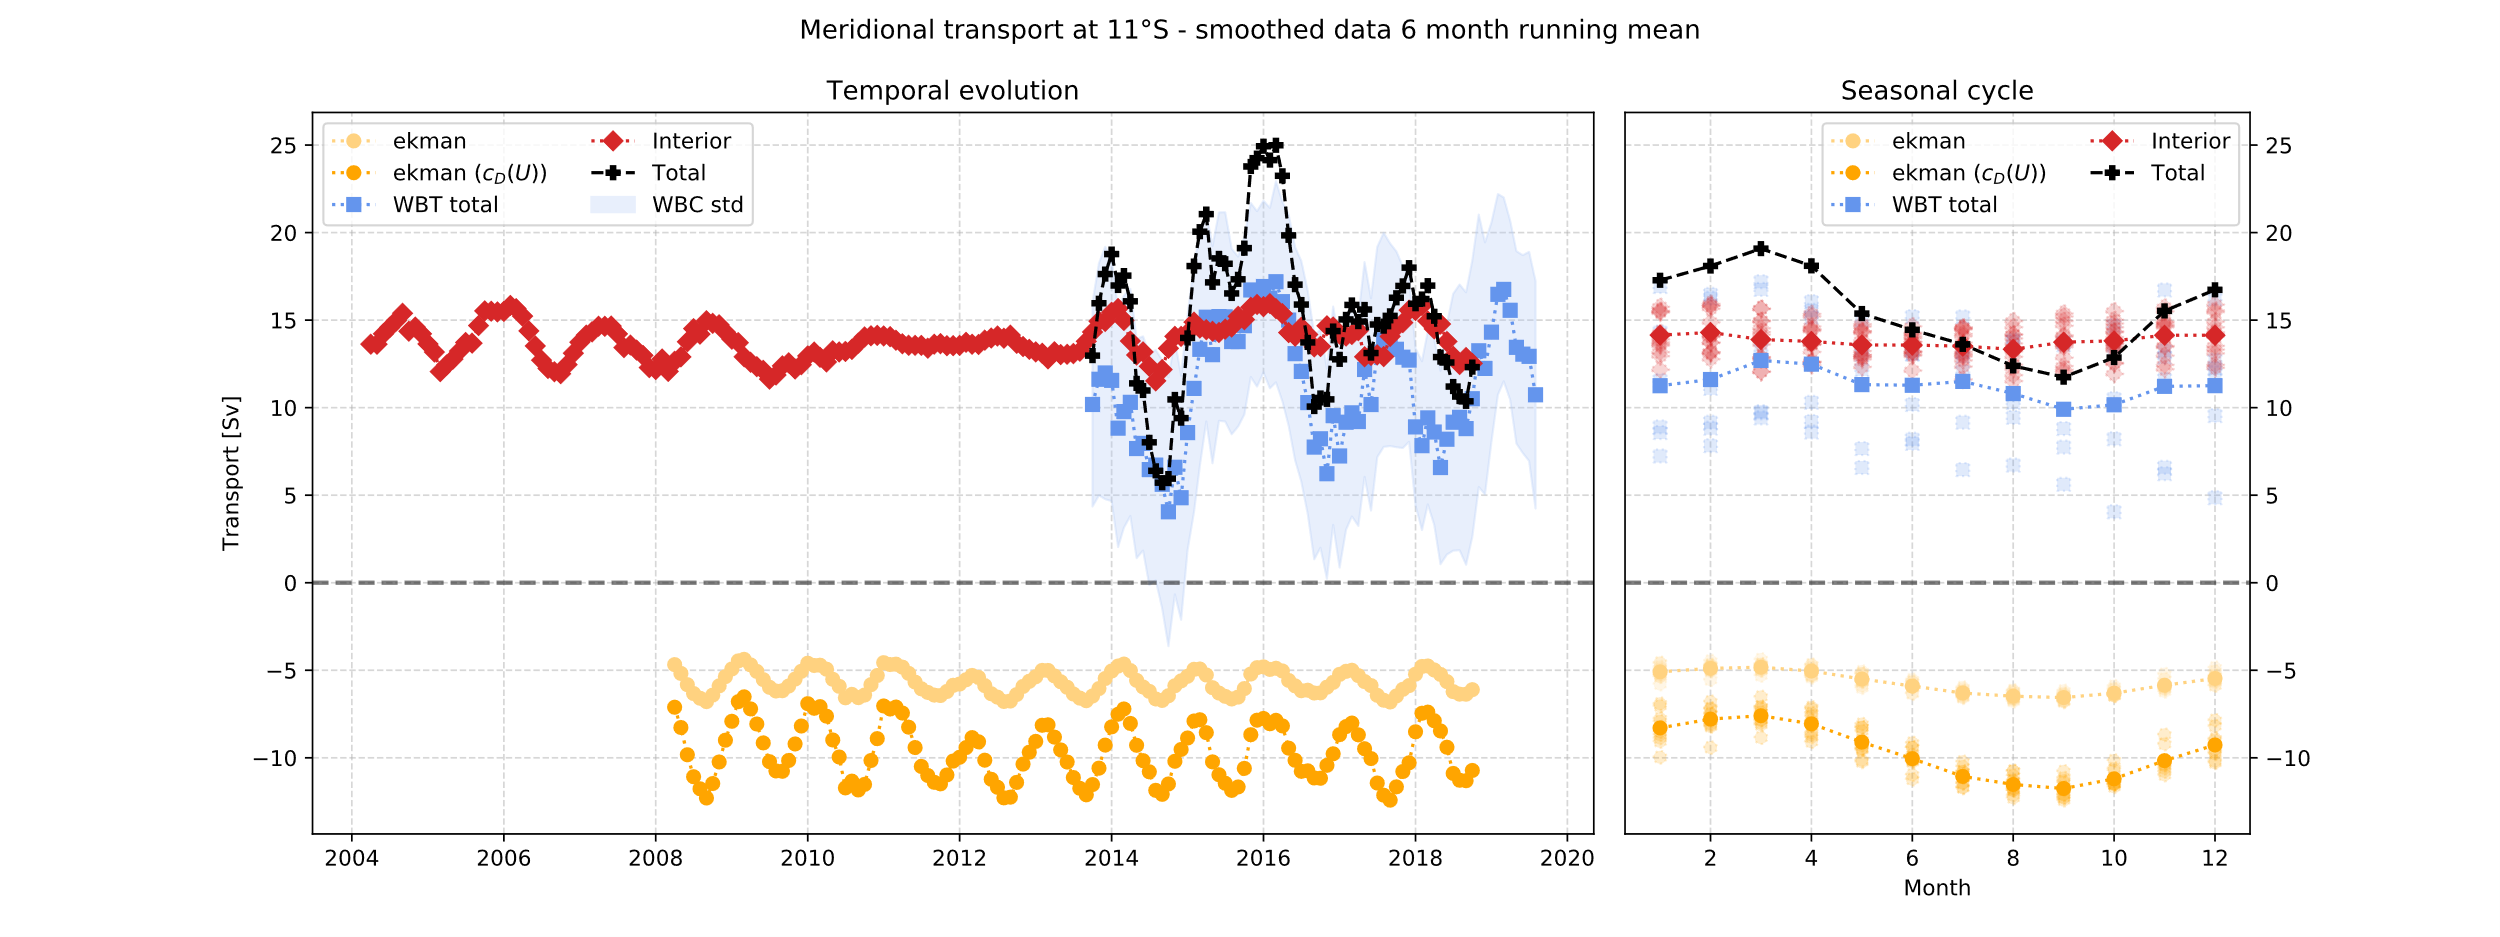 Meridional transport at 11°S - smoothed data 6 month running mean
Temporal evolution
Seasonal cycle
ekman
ekman (c_D(U))
WBT total
Interior
Total
WBC std
ekman
ekman (c_D(U))
WBT total
Interior
Total
Transport [Sv]
25
20
15
10
5
0
−5
−10
25
20
15
10
5
0
−5
−10
2004 2006 2008 2010 2012 2014 2016 2018 2020
2 4 6 8 10 12
Month